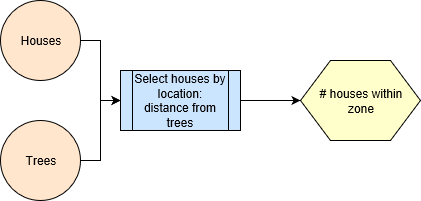 Houses
Select houses by
location:
distance from
trees
# houses within
zone
Trees